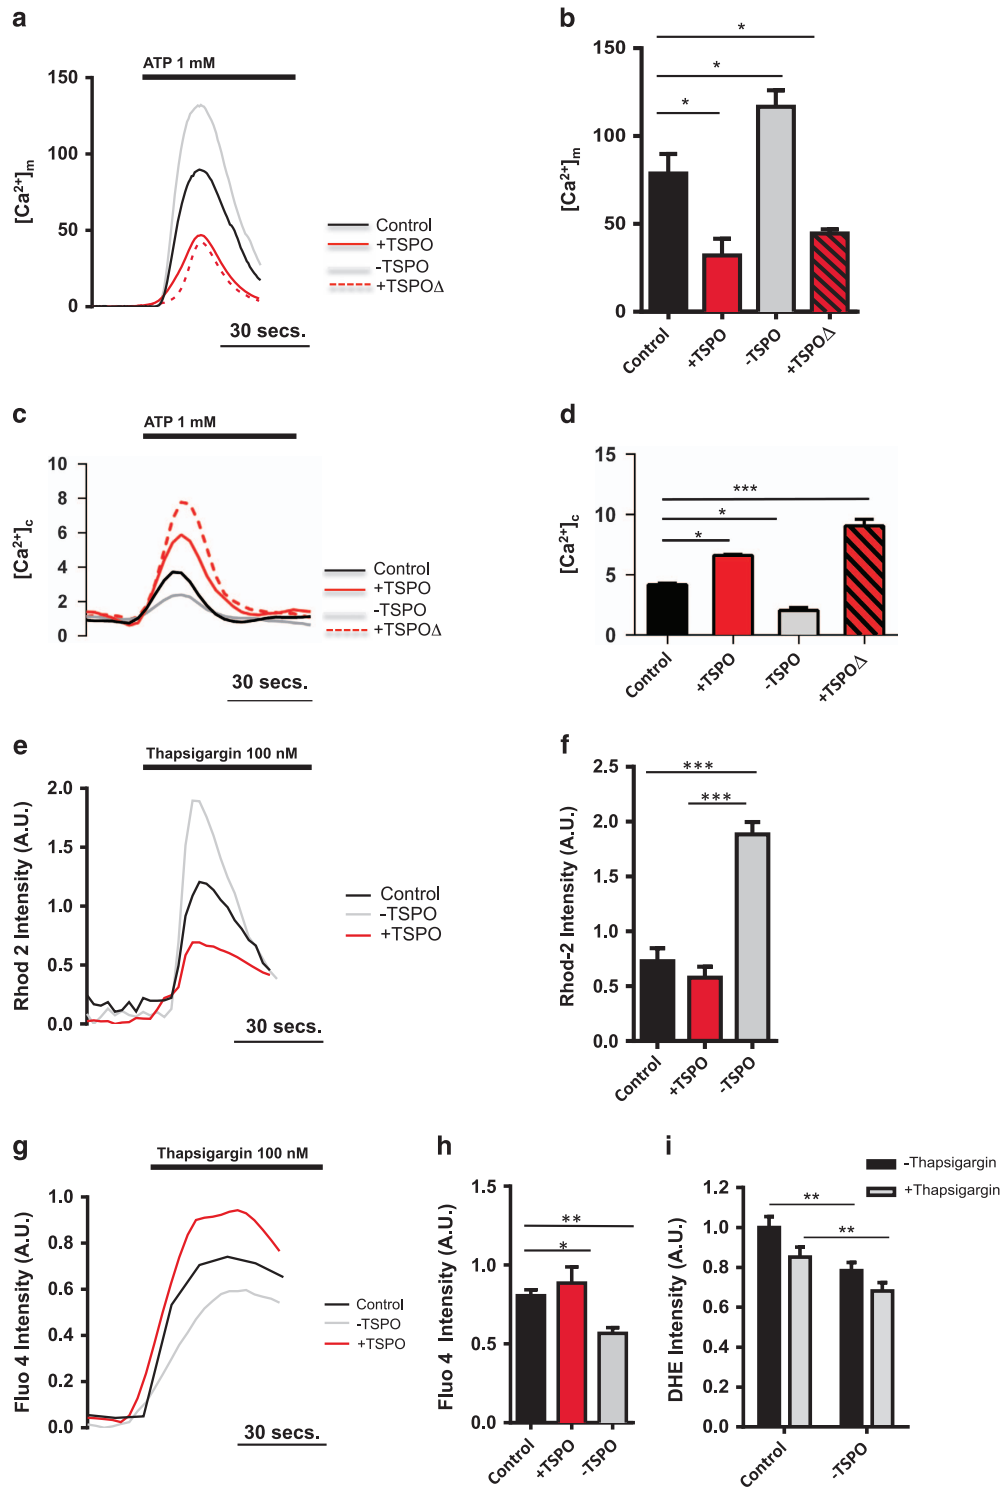 a
ATP 1 mM
150
100
50
0
[Ca²⁺]m
Control
+TSPO
-TSPO
+TSPOΔ
30 secs.
b
*
*
*
150
100
50
0
[Ca²⁺]m
Control
+TSPO
-TSPO
+TSPOΔ
c
ATP 1 mM
10
8
6
4
2
0
[Ca²⁺]c
Control
+TSPO
-TSPO
+TSPOΔ
30 secs.
d
15
10
5
0
[Ca²⁺]c
***
*
*
Control
+TSPO
-TSPO
+TSPOΔ
e
Thapsigargin 100 nM
2.0
1.5
1.0
0.5
0.0
Rhod 2 Intensity (A.U.)
Control
-TSPO
+TSPO
30 secs.
f
2.5
2.0
1.5
1.0
0.5
0.0
Rhod-2 Intensity (A.U.)
***
***
Control
+TSPO
-TSPO
g
Thapsigargin 100 nM
1.0
0.8
0.6
0.4
0.2
0.0
Fluo 4 Intensity (A.U.)
Control
-TSPO
+TSPO
30 secs.
h
1.5
1.0
0.5
0.0
Fluo 4 Intensity (A.U.)
**
*
Control
+TSPO
-TSPO
i
-Thapsigargin
+Thapsigargin
1.2
1.0
0.8
0.6
0.4
0.2
0.0
DHE Intensity (A.U.)
**
**
Control
-TSPO